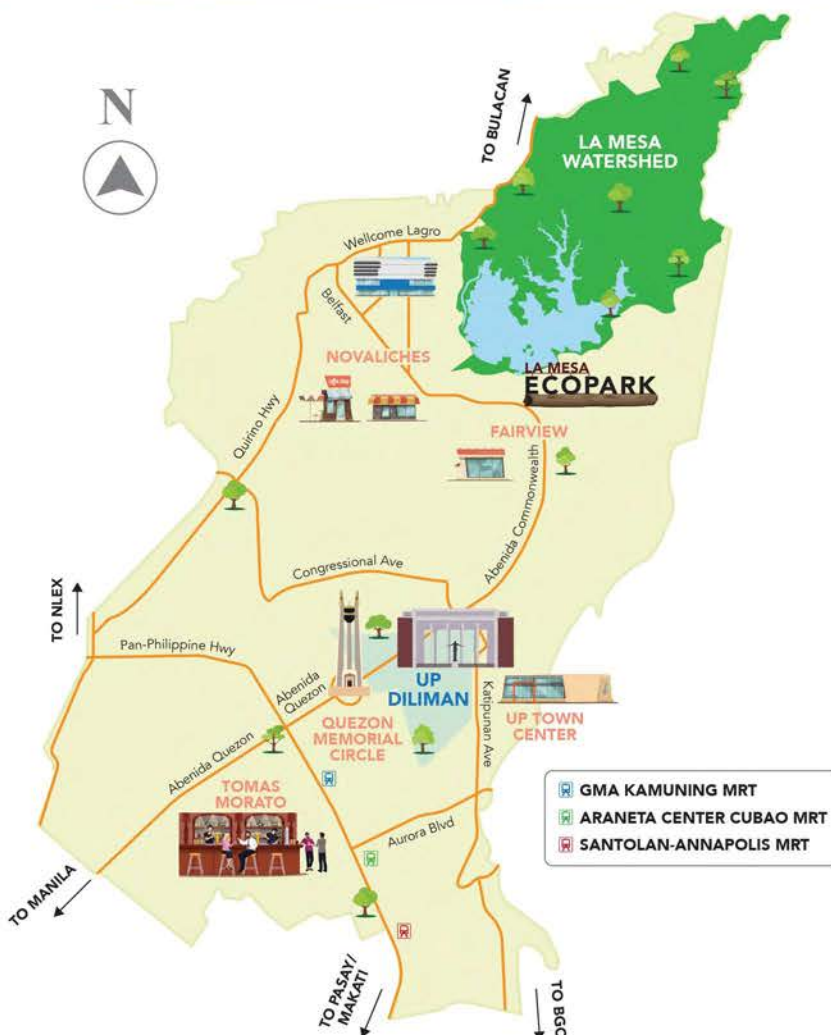 N
TO BULACAN
LA MESA
WATERSHED
Wellcome Lagro
Belfast
NOVALICHES
LA MESA
ECOPARK
Quirino Hwy
FAIRVIEW
Abenida Commonwealth
Congressional Ave
TO NLEX
Pan-Philippine Hwy
Abenida
Quezon
UP
DILIMAN
Katipunan Ave
UP TOWN
CENTER
QUEZON
MEMORIAL
CIRCLE
Abenida Quezon
TOMAS
MORATO
GMA KAMUNING MRT
ARANETA CENTER CUBAO MRT
SANTOLAN-ANNAPOLIS MRT
Aurora Blvd
TO MANILA
TO PASAY/
MAKATI
TO BGC